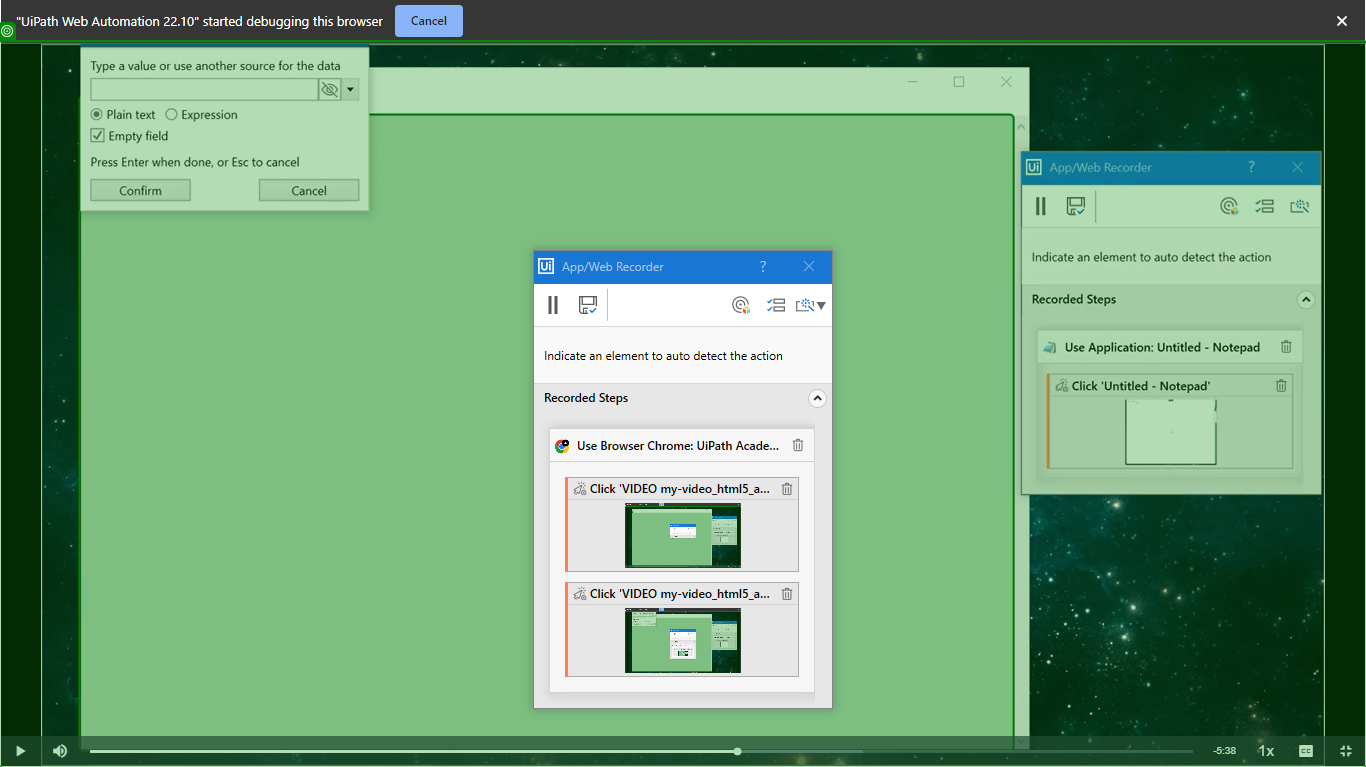 "UiPath Web Automation 22.10" started debugging this browser
Cancel
Type a value or use another source for the data
Plain text
Expression
Empty field
Press Enter when done, or Esc to cancel
Confirm
Cancel
Ui App/Web Recorder ?
Indicate an element to auto detect the action
Recorded Steps
Use Application: Untitled - Notepad
Click 'Untitled - Notepad'
Ui App/Web Recorder ?
Indicate an element to auto detect the action
Recorded Steps
Use Browser Chrome: UiPath Acade...
Click 'VIDEO my-video_html5_a...
Click 'VIDEO my-video_html5_a...
-5:38
1x
CC